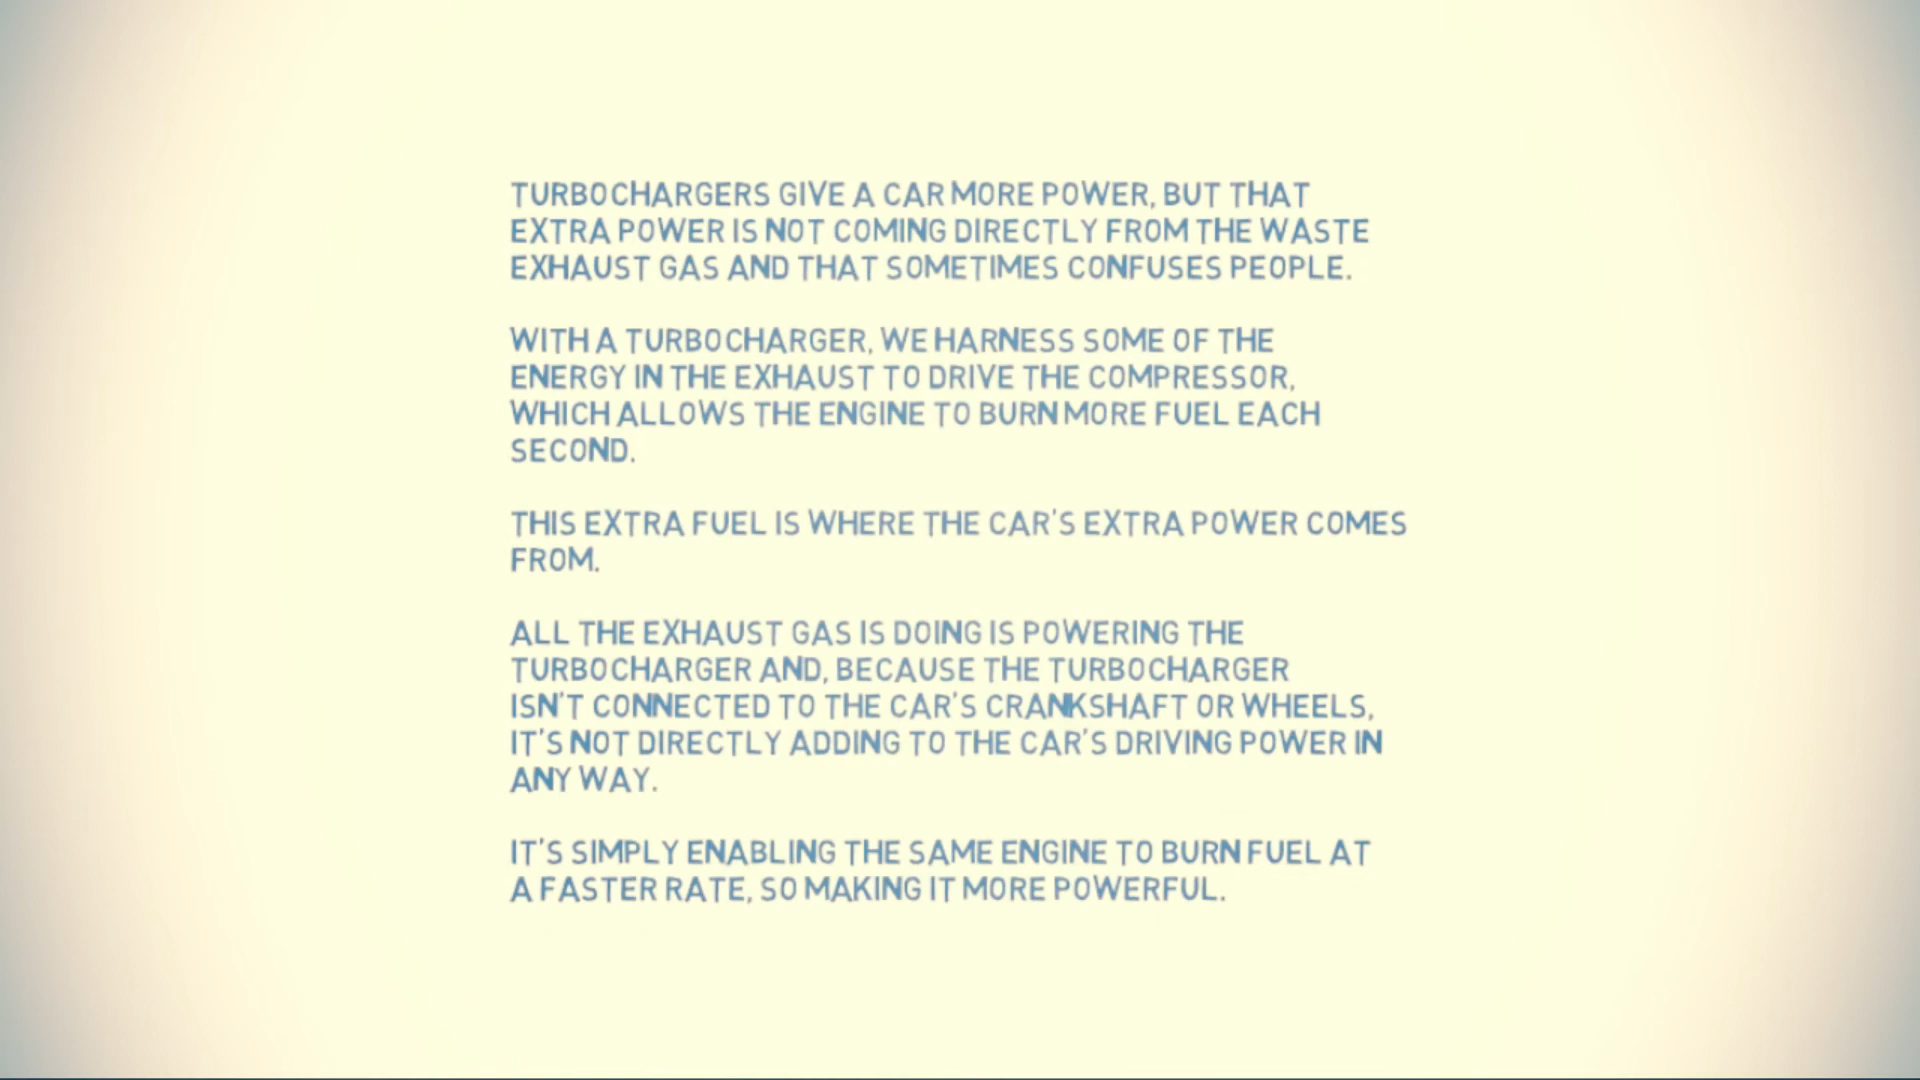 TURBOCHARGERS GIVE A CAR MORE POWER, BUT THAT
EXTRA POWER IS NOT COMING DIRECTLY FROM THE WASTE
EXHAUST GAS AND THAT SOMETIMES CONFUSES PEOPLE.
WITH A TURBOCHARGER, WE HARNESS SOME OF THE
ENERGY IN THE EXHAUST TO DRIVE THE COMPRESSOR,
WHICH ALLOWS THE ENGINE TO BURN MORE FUEL EACH
SECOND.
THIS EXTRA FUEL IS WHERE THE CAR'S EXTRA POWER COMES
FROM.
ALL THE EXHAUST GAS IS DOING IS POWERING THE
TURBOCHARGER AND, BECAUSE THE TURBOCHARGER
ISN'T CONNECTED TO THE CAR'S CRANKSHAFT OR WHEELS,
IT'S NOT DIRECTLY ADDING TO THE CAR'S DRIVING POWER IN
ANY WAY.
IT'S SIMPLY ENABLING THE SAME ENGINE TO BURN FUEL AT
A FASTER RATE, SO MAKING IT MORE POWERFUL.